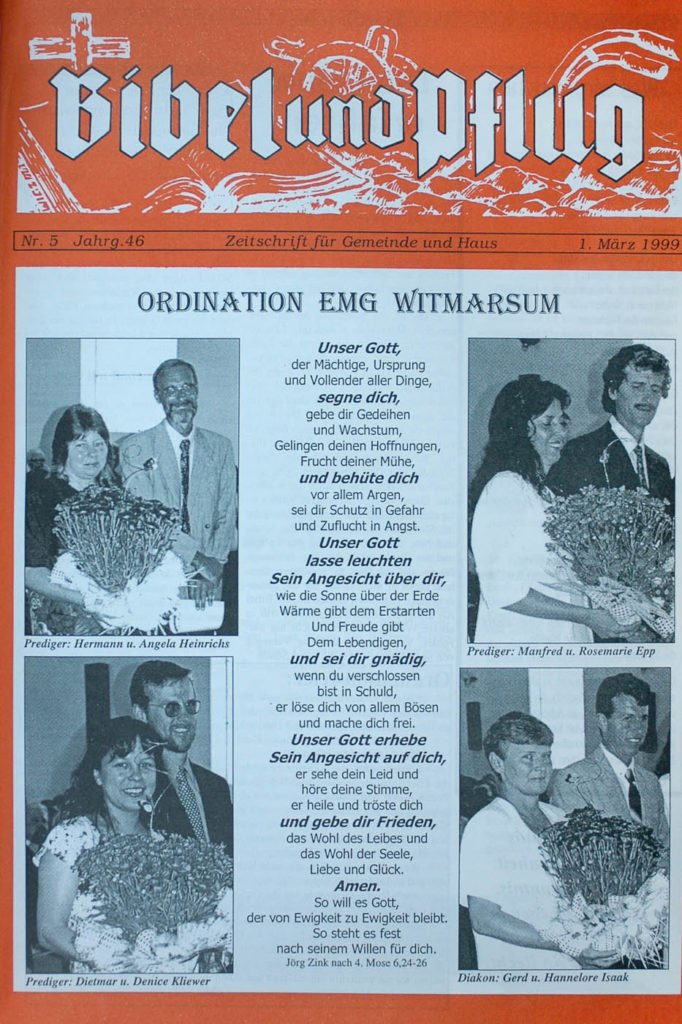 Bibel und Pflug
Nr. 5 Jahrg.46 Zeitschrift für Gemeinde und Haus 1. März 1999
ORDINATION EMG WITMARSUM
Unser Gott,
der Mächtige, Ursprung
und Vollender aller Dinge,
segne dich,
gebe dir Gedeihen
und Wachstum,
Gelingen deinen Hoffnungen,
Frucht deiner Mühe,
und behüte dich
vor allem Argen,
sei dir Schutz in Gefahr
und Zuflucht in Angst.
Unser Gott
lasse leuchten
Sein Angesicht über dir,
wie die Sonne über der Erde
Wärme gibt dem Erstarrten
Und Freude gibt
Dem Lebendigen,
und sei dir gnädig,
wenn du verschlossen
bist in Schuld,
er löse dich von allem Bösen
und mache dich frei.
Unser Gott erhebe
Sein Angesicht auf dich,
er sehe dein Leid und
höre deine Stimme,
er heile und tröste dich
und gebe dir Frieden,
das Wohl des Leibes und
das Wohl der Seele,
Liebe und Glück.
Amen.
So will es Gott,
der von Ewigkeit zu Ewigkeit bleibt.
So steht es fest
nach seinem Willen für dich.
Jörg Zink nach 4. Mose 6,24-26
Prediger: Hermann u. Angela Heinrichs
Prediger: Manfred u. Rosemarie Epp
Prediger: Dietmar u. Denice Kliewer
Diakon: Gerd u. Hannelore Isaak